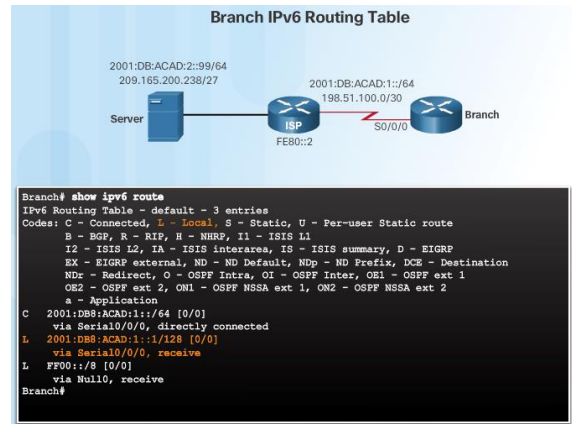 Branch IPv6 Routing Table
2001:DB:ACAD:2::99/64
209.165.200.238/27
2001:DB:ACAD:1::/64
198.51.100.0/30
Server
ISP
S0/0/0
Branch
FE80::2
Branch# show ipv6 route
IPv6 Routing Table - default - 3 entries
Codes: C - Connected, L - Local, S - Static, U - Per-user Static route
B - BGP, R - RIP, H - NHRP, I1 - ISIS L1
I2 - ISIS L2, IA - ISIS interarea, IS - ISIS summary, D - EIGRP
EX - EIGRP external, ND - ND Default, NDp - ND Prefix, DCE - Destination
NDr - Redirect, O - OSPF Intra, OI - OSPF Inter, OE1 - OSPF ext 1
OE2 - OSPF ext 2, ON1 - OSPF NSSA ext 1, ON2 - OSPF NSSA ext 2
a - Application
C 2001:DB8:ACAD:1::/64 [0/0]
via Serial0/0/0, directly connected
L 2001:DB8:ACAD:1::1/128 [0/0]
via Serial0/0/0, receive
L FF00::/8 [0/0]
via Null0, receive
Branch#